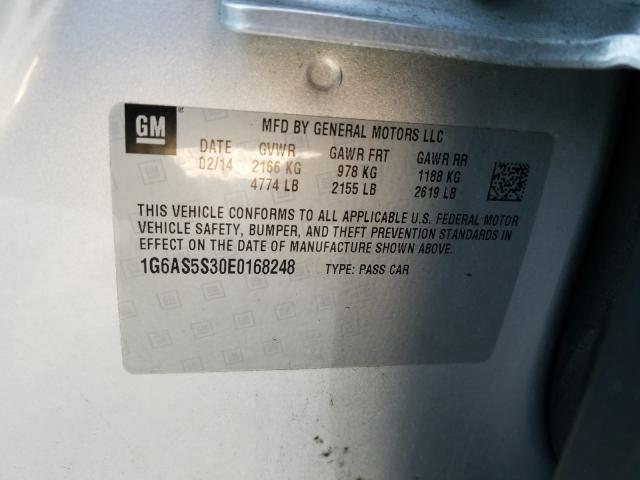 GM
MFD BY GENERAL MOTORS LLC
DATE GVWR GAWR FRT GAWR RR
02/14 2166 KG 978 KG 1188 KG
4774 LB 2155 LB 2619 LB
THIS VEHICLE CONFORMS TO ALL APPLICABLE U.S. FEDERAL MOTOR
VEHICLE SAFETY, BUMPER, AND THEFT PREVENTION STANDARDS IN
EFFECT ON THE DATE OF MANUFACTURE SHOWN ABOVE.
1G6AS5S30E0168248 TYPE: PASS CAR